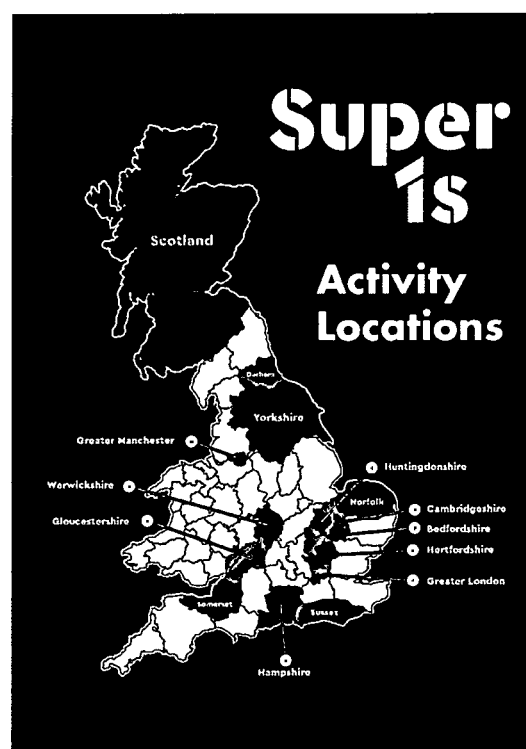 Super
1s
Activity
Locations
Scotland
Durham
Yorkshire
Greater Manchester
Huntingdonshire
Warwickshire
Norfolk
Cambridgeshire
Gloucestershire
Bedfordshire
Hertfordshire
Greater London
Somerset
Sussex
Hampshire